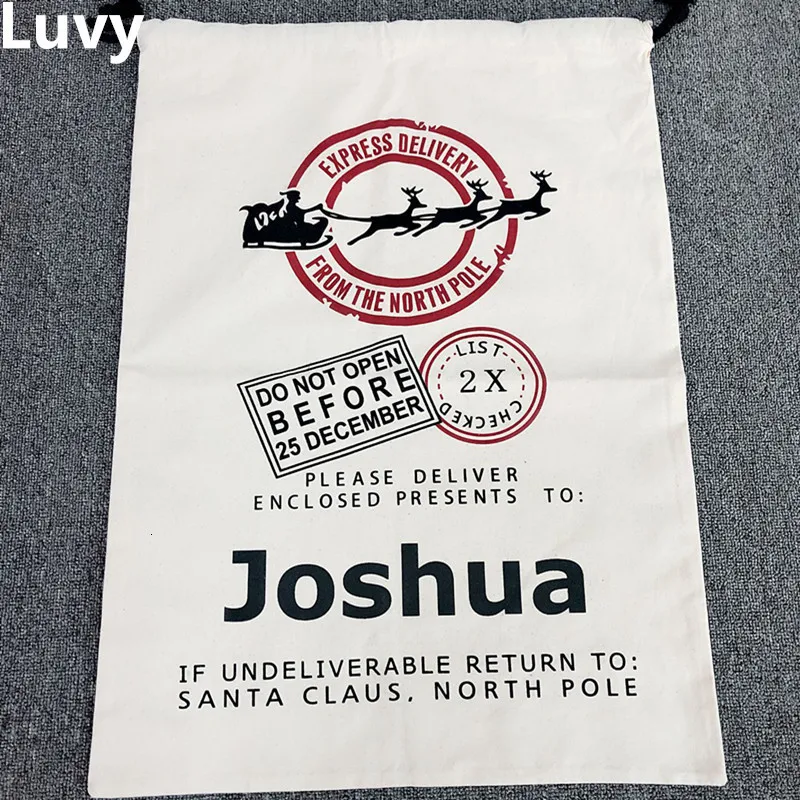 Luvy
EXPRESS DELIVERY
FROM THE NORTH POLE
DO NOT OPEN
BEFORE
25 DECEMBER
LIST
2X
CHECKED
PLEASE DELIVER
ENCLOSED PRESENTS TO:
Joshua
IF UNDELIVERABLE RETURN TO:
SANTA CLAUS, NORTH POLE